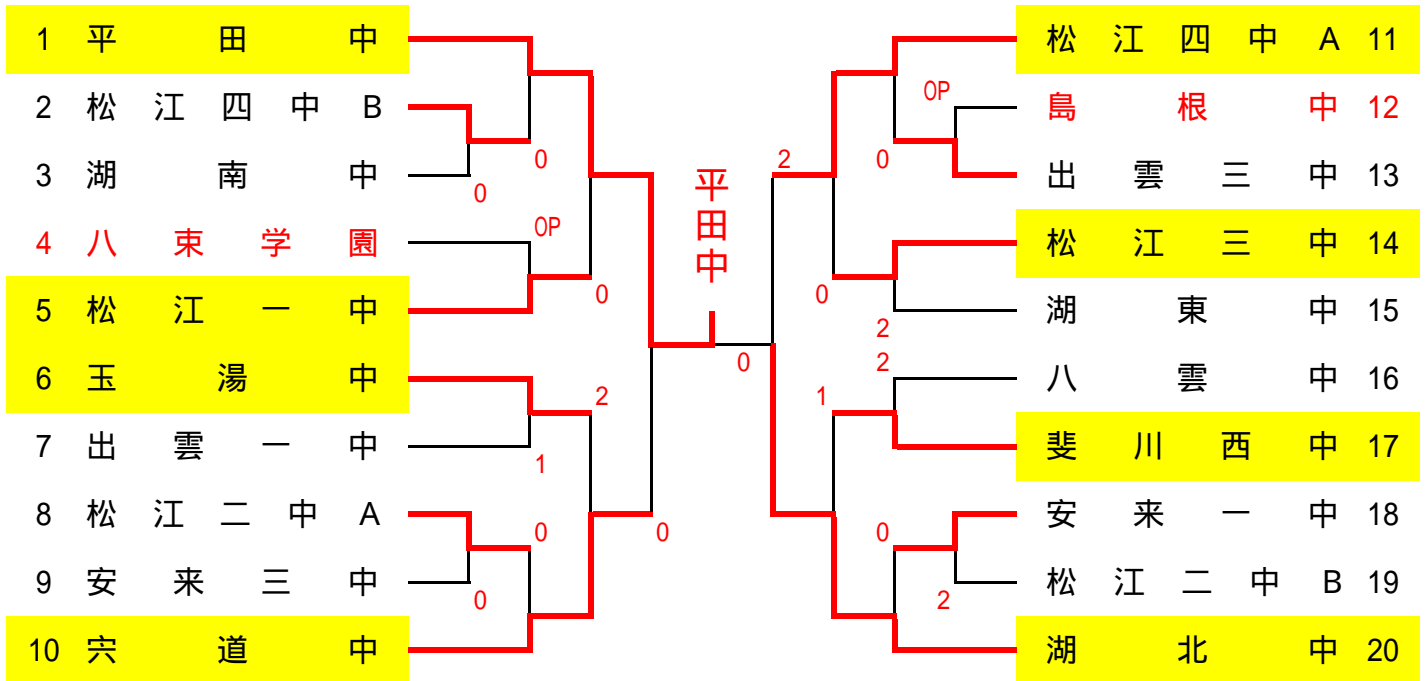 1 平田中
2 松江四中B
3 湖南中
4 八束学園
5 松江一中
6 玉湯中
7 出雲一中
8 松江二中A
9 安来三中
10 宍道中
0
0
OP
0
2
1
0
0
0
平田中
0
2
OP
0
0
2
2
1
0
2
松江四中A 11
島根中 12
出雲三中 13
松江三中 14
湖東中 15
八雲中 16
斐川西中 17
安来一中 18
松江二中B 19
湖北中 20